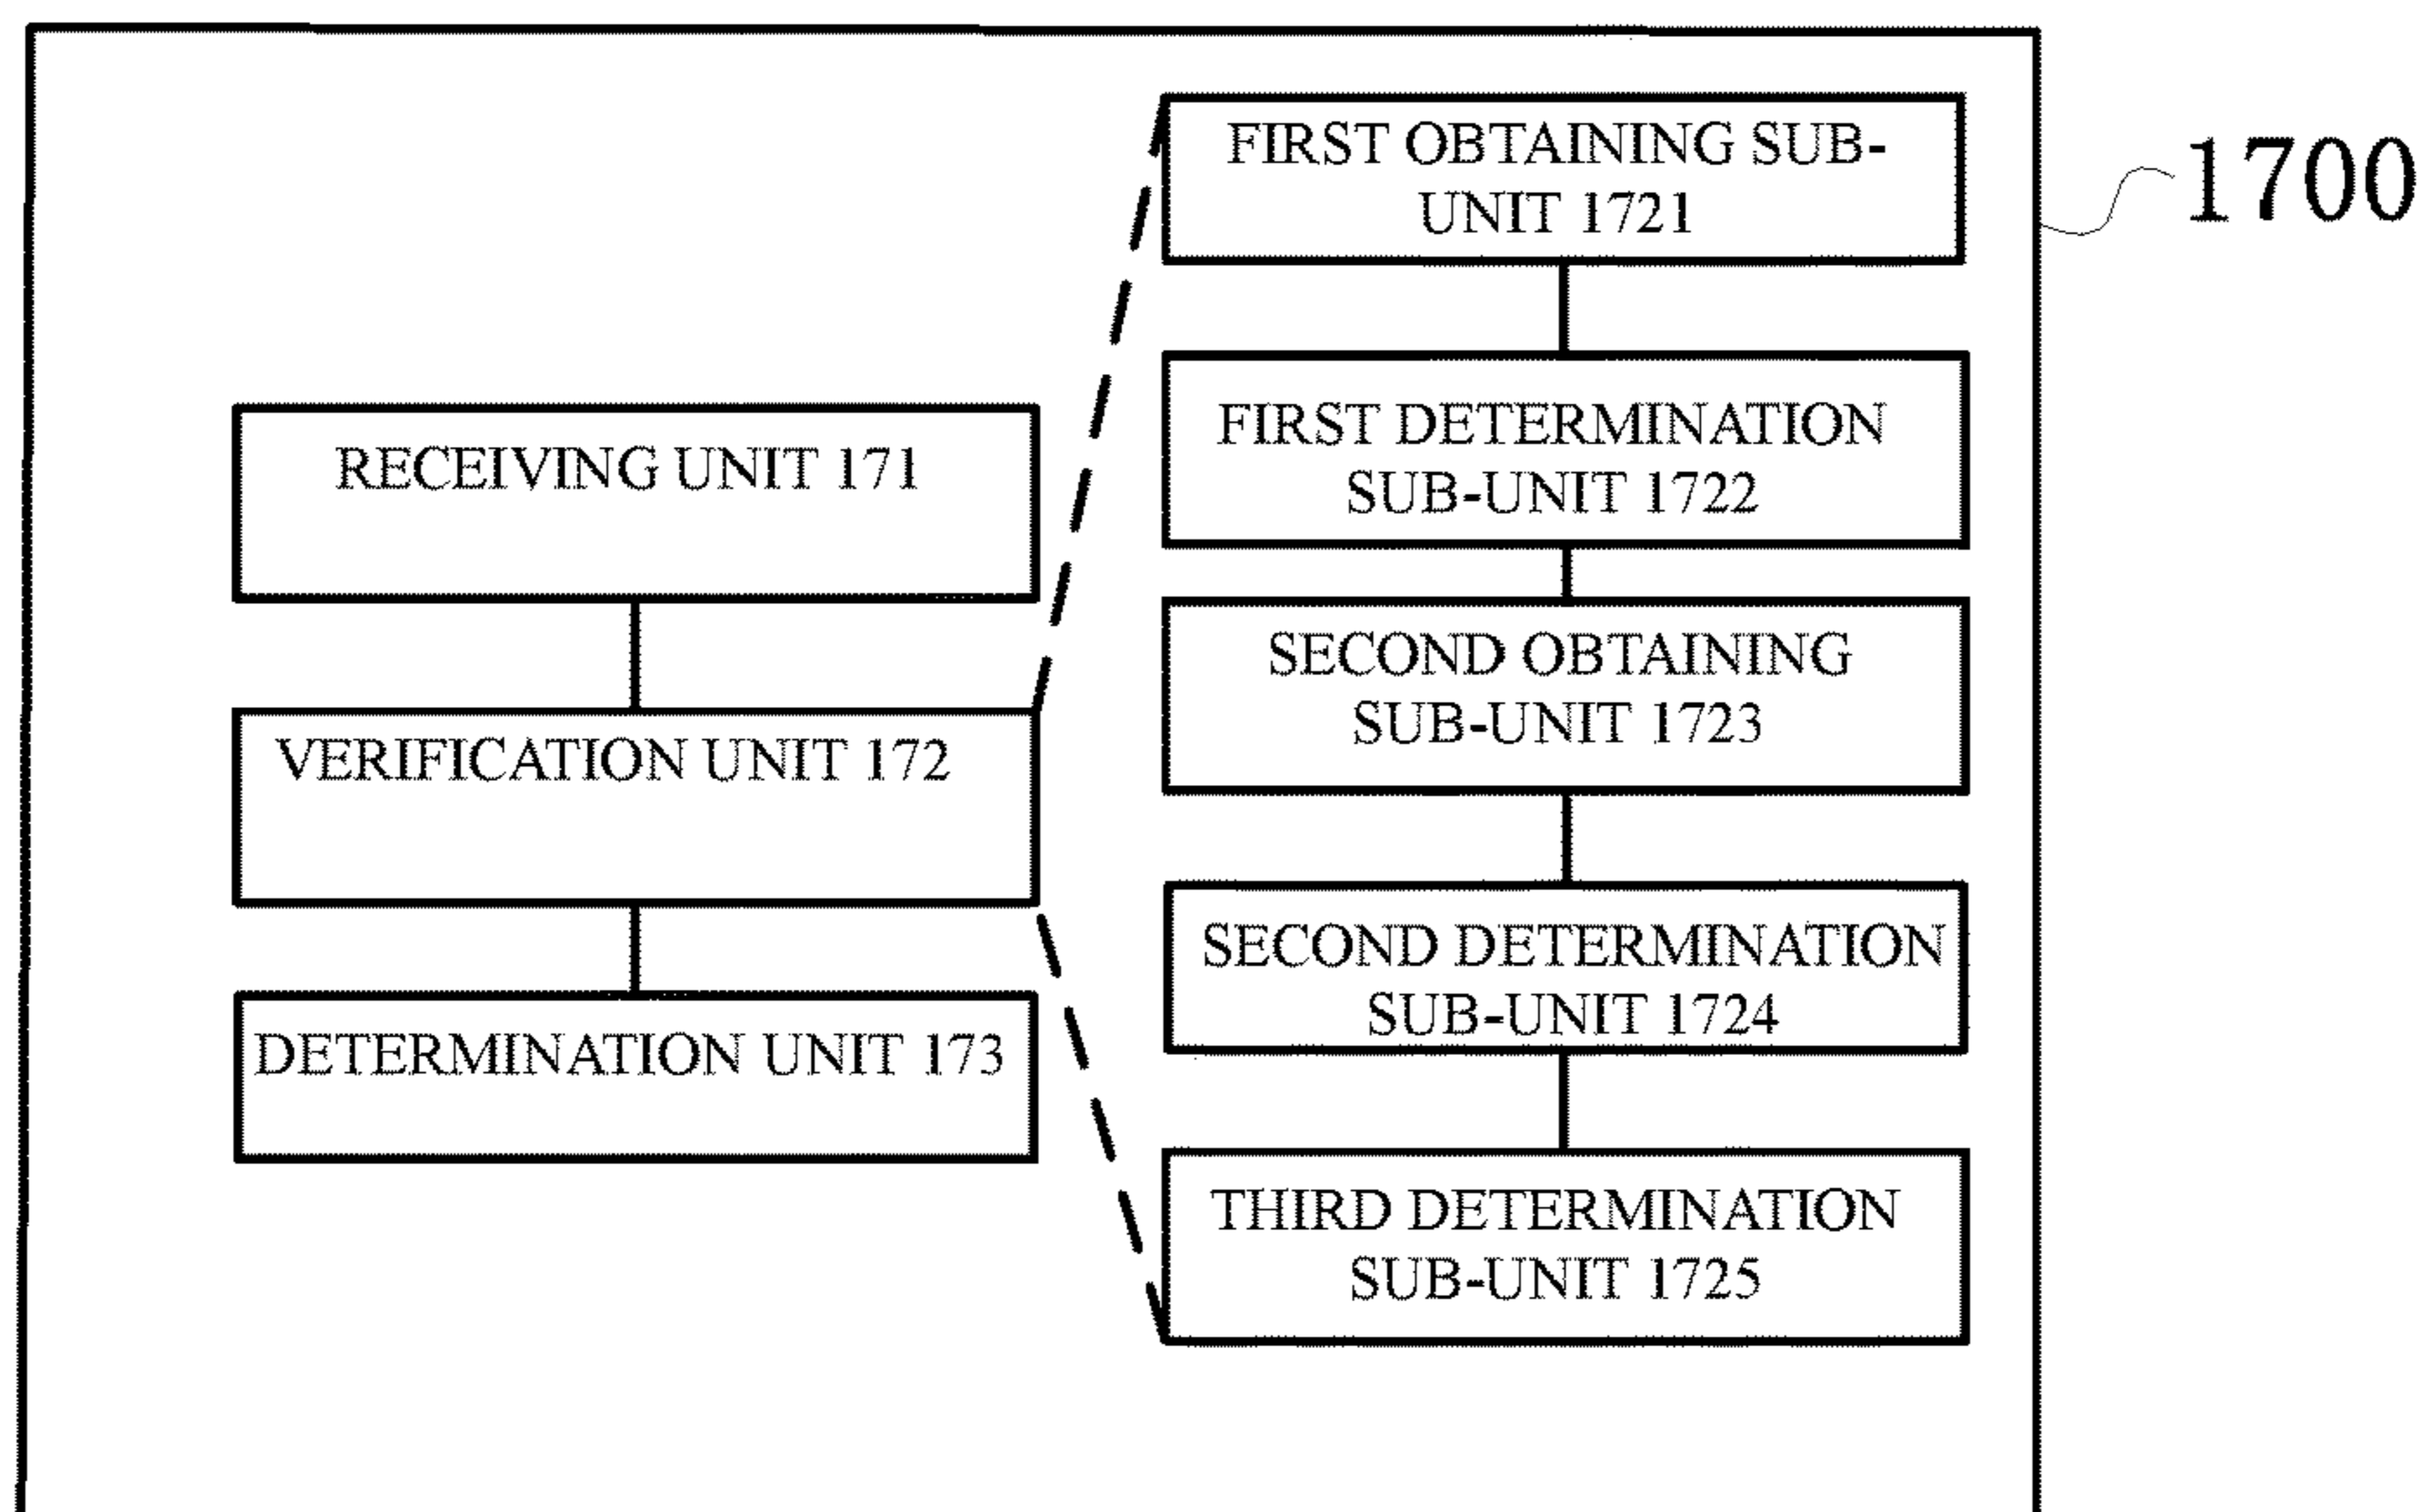 FIRST OBTAINING SUB-
UNIT 1721
1700
FIRST DETERMINATION
SUB-UNIT 1722
RECEIVING UNIT 171
SECOND OBTAINING
SUB-UNIT 1723
VERIFICATION UNIT 172
SECOND DETERMINATION
SUB-UNIT 1724
DETERMINATION UNIT 173
THIRD DETERMINATION
SUB-UNIT 1725